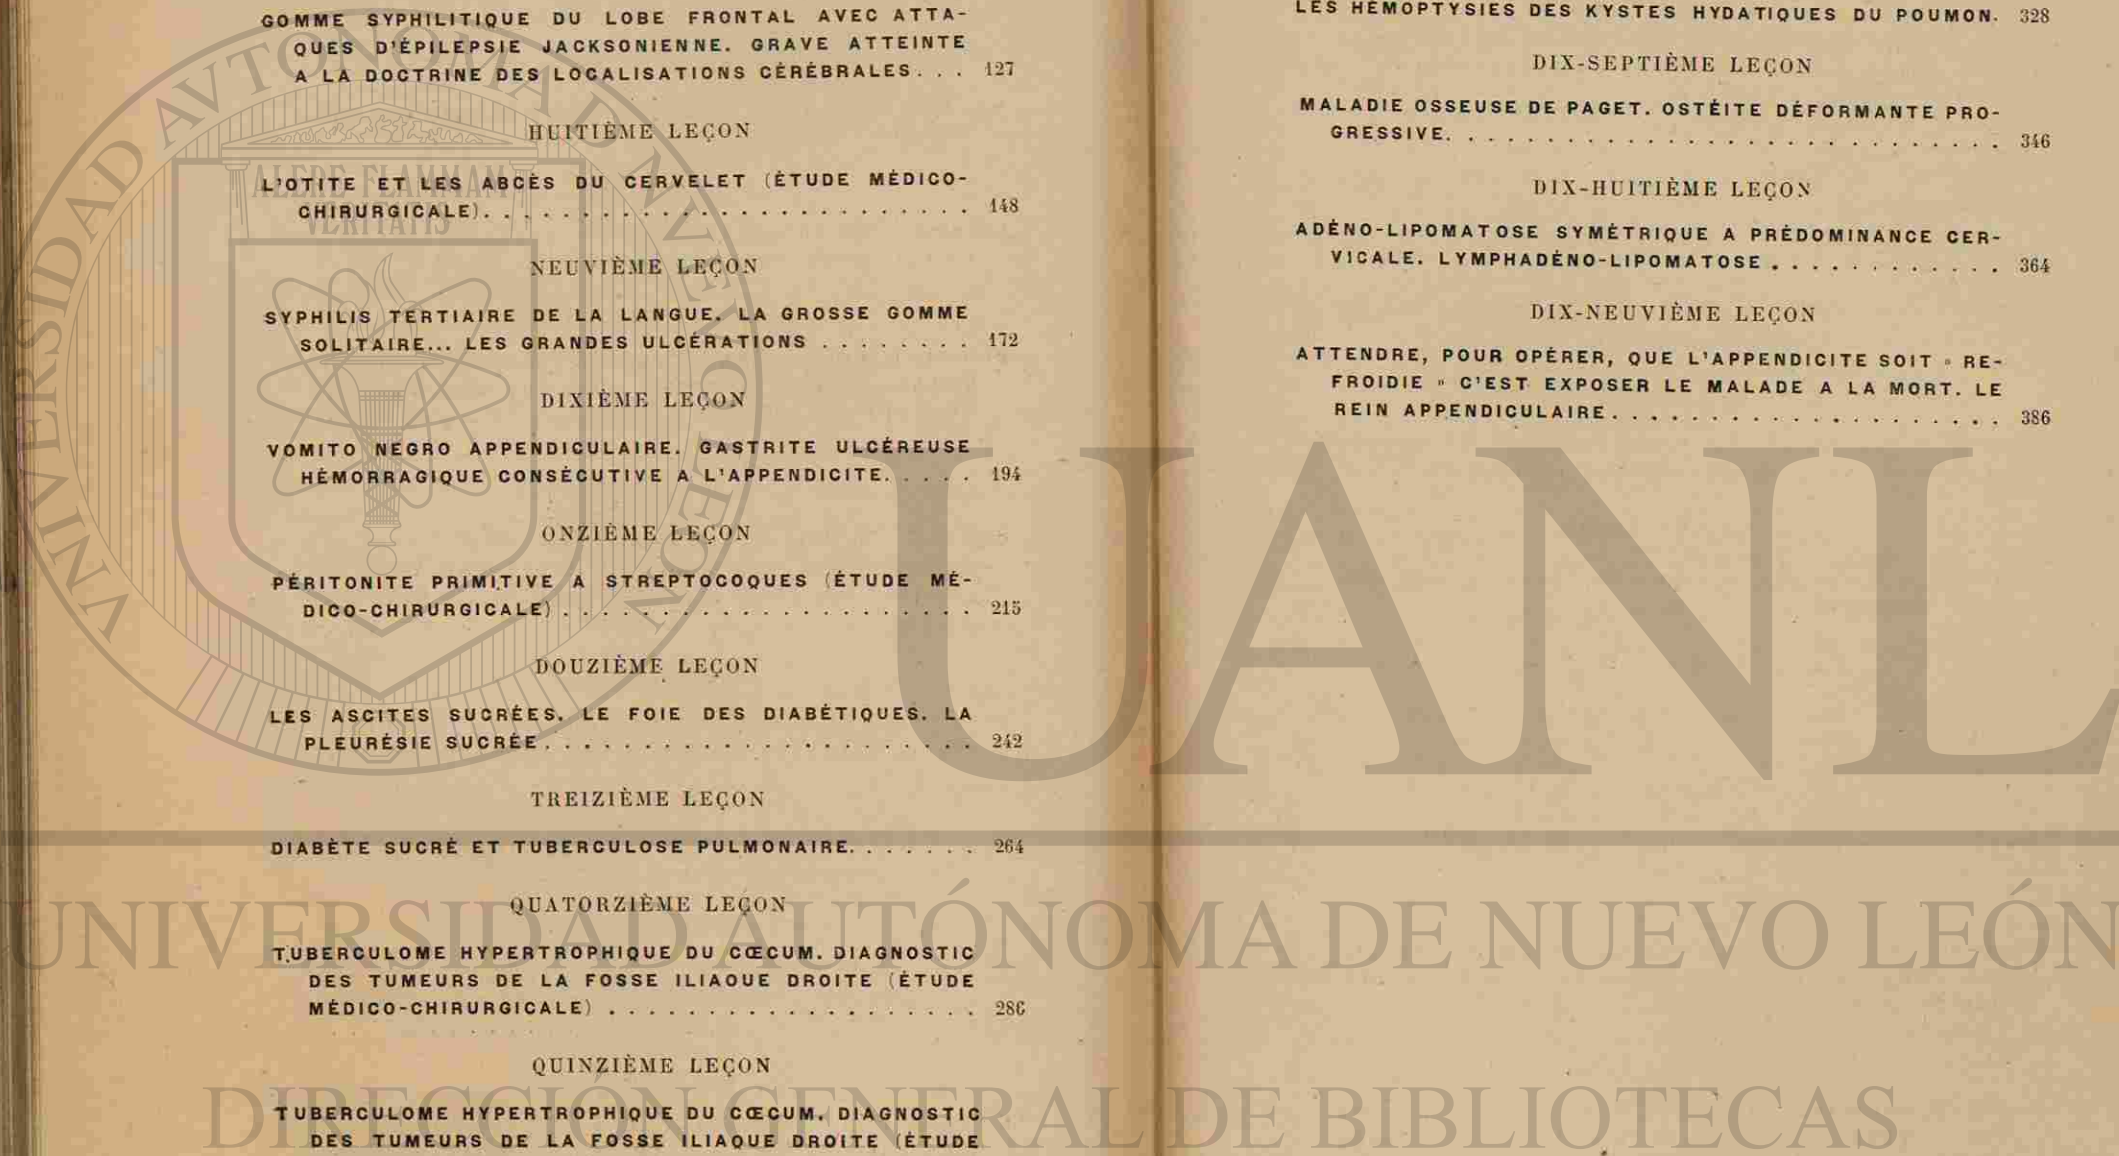 GOMME SYPHILITIQUE DU LOBE FRONTAL AVEC ATTA-
QUES D'ÉPILEPSIE JACKSONIENNE. GRAVE ATTEINTE
A LA DOCTRINE DES LOCALISATIONS CÉRÉBRALES. . . 127
HUITIÈME LEÇON
L'OTITE ET LES ABCÈS DU CERVELET (ÉTUDE MÉDICO-
CHIRURGICALE). . . . . . . . . . . . . . . . . . . . . . . . . 148
NEUVIÈME LEÇON
SYPHILIS TERTIAIRE DE LA LANGUE. LA GROSSE GOMME
SOLITAIRE... LES GRANDES ULCÉRATIONS . . . . . . . . 172
DIXIÈME LEÇON
VOMITO NEGRO APPENDICULAIRE. GASTRITE ULCÉREUSE
HÉMORRAGIQUE CONSÉCUTIVE A L'APPENDICITE. . . . . 194
ONZIÈME LEÇON
PÉRITONITE PRIMITIVE A STREPTOCOQUES (ÉTUDE MÉ-
DICO-CHIRURGICALE) . . . . . . . . . . . . . . . . . . . . . 215
DOUZIÈME LEÇON
LES ASCITES SUCRÉES. LE FOIE DES DIABÉTIQUES. LA
PLEURÉSIE SUCRÉE. . . . . . . . . . . . . . . . . . . . . . 242
TREIZIÈME LEÇON
DIABÈTE SUCRÉ ET TUBERCULOSE PULMONAIRE. . . . . . . 264
QUATORZIÈME LEÇON
TUBERCULOME HYPERTROPHIQUE DU CŒCUM. DIAGNOSTIC
DES TUMEURS DE LA FOSSE ILIAQUE DROITE (ÉTUDE
MÉDICO-CHIRURGICALE) . . . . . . . . . . . . . . . . . . . 286
QUINZIÈME LEÇON
TUBERCULOME HYPERTROPHIQUE DU CŒCUM. DIAGNOSTIC
DES TUMEURS DE LA FOSSE ILIAQUE DROITE (ÉTUDE
LES HÉMOPTYSIES DES KYSTES HYDATIQUES DU POUMON. 328
DIX-SEPTIÈME LEÇON
MALADIE OSSEUSE DE PAGET. OSTÉITE DÉFORMANTE PRO-
GRESSIVE. . . . . . . . . . . . . . . . . . . . . . . . . . . . 346
DIX-HUITIÈME LEÇON
ADÉNO-LIPOMATOSE SYMÉTRIQUE A PRÉDOMINANCE CER-
VICALE. LYMPHADÉNO-LIPOMATOSE . . . . . . . . . . . . 364
DIX-NEUVIÈME LEÇON
ATTENDRE, POUR OPÉRER, QUE L'APPENDICITE SOIT « RE-
FROIDIE » C'EST EXPOSER LE MALADE A LA MORT. LE
REIN APPENDICULAIRE. . . . . . . . . . . . . . . . . . . . 386
UNIVERSIDAD AUTONOMA DE NUEVO LEON
ALERE FLAMMAM
VERITATIS
UANL
UNIVERSIDAD AUTÓNOMA DE NUEVO LEÓN
DIRECCIÓN GENERAL DE BIBLIOTECAS